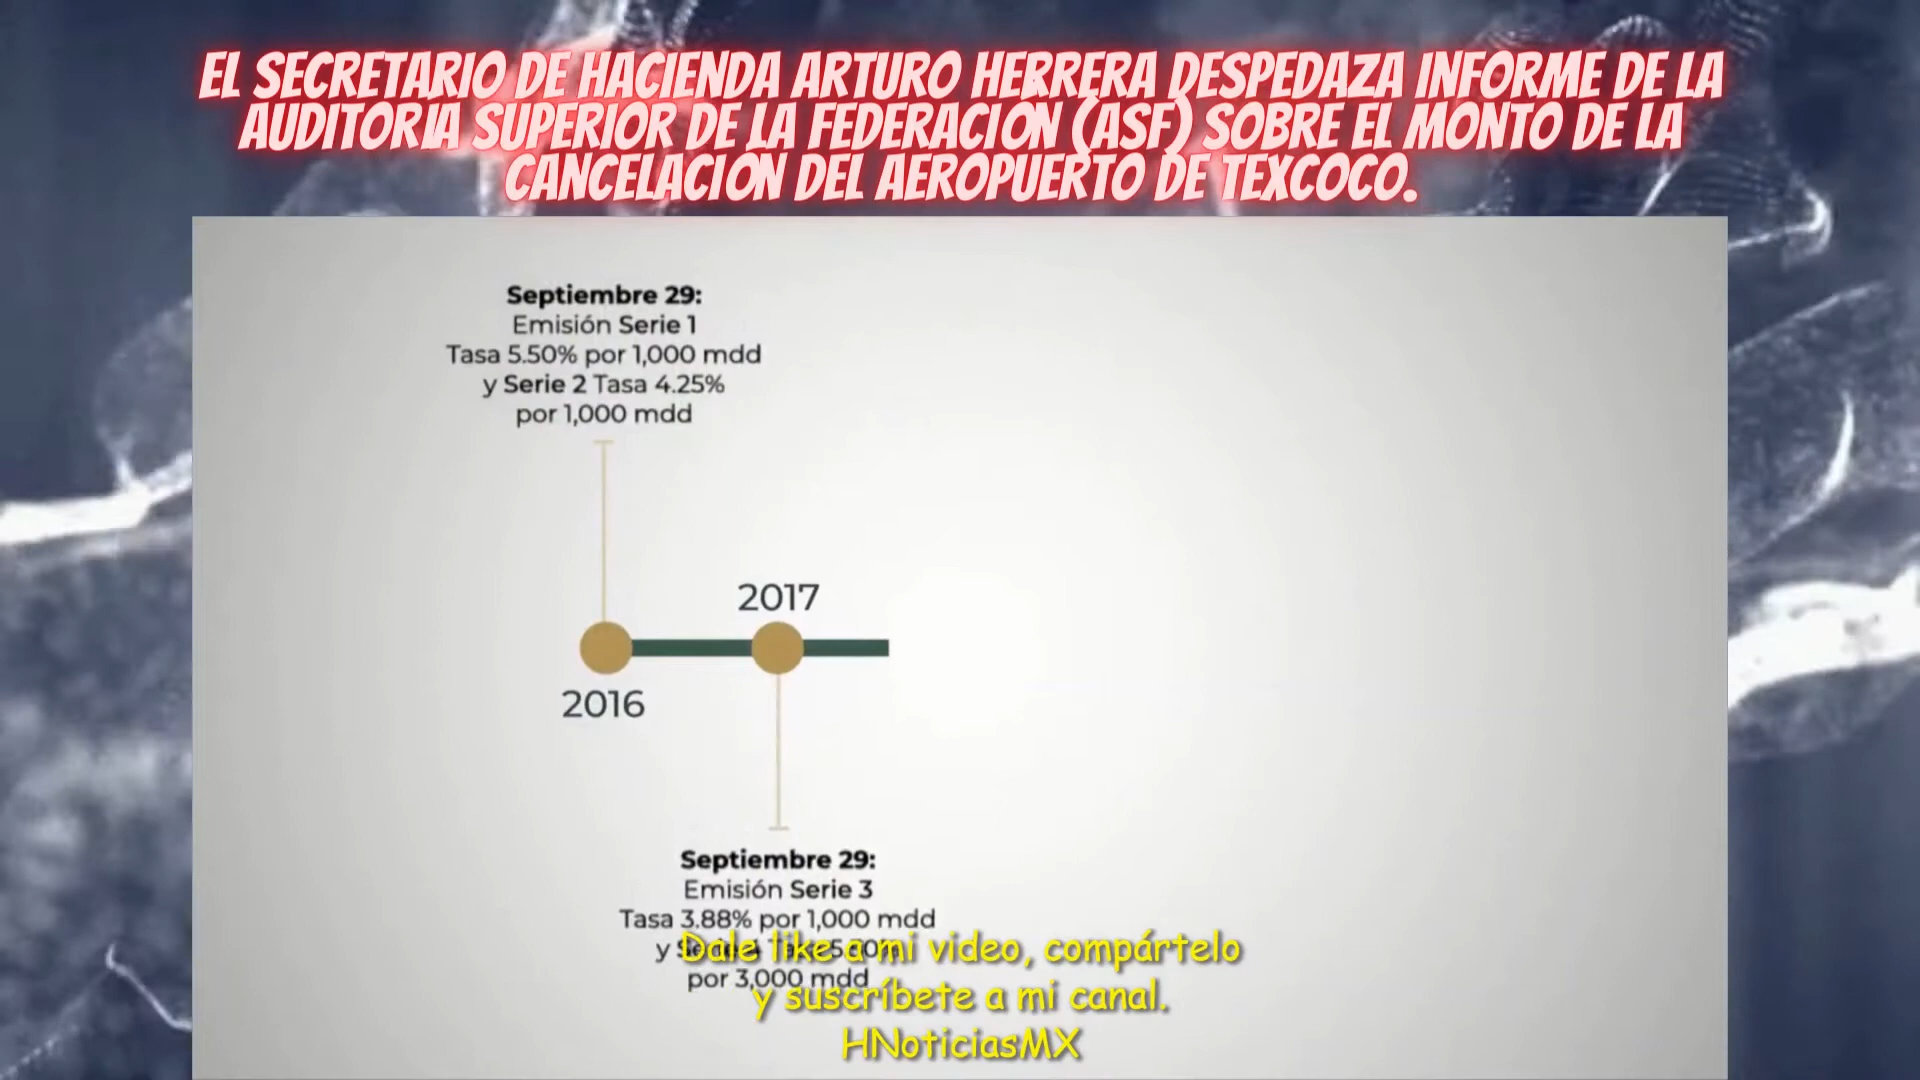 EL SECRETARIO DE HACIENDA ARTURO HERRERA DESPEDAZA INFORME DE LA
AUDITORÍA SUPERIOR DE LA FEDERACIÓN (ASF) SOBRE EL MONTO DE LA
CANCELACIÓN DEL AEROPUERTO DE TEXCOCO.
Septiembre 29:
Emisión Serie 1
Tasa 5.50% por 1,000 mdd
y Serie 2 Tasa 4.25%
por 1,000 mdd
2017
2016
Septiembre 29:
Emisión Serie 3
Tasa 3.88% por 1,000 mdd
y
por 3,000 mdd
Dale like a mi video, compártelo
y suscríbete a mi canal.
HNoticiasMX